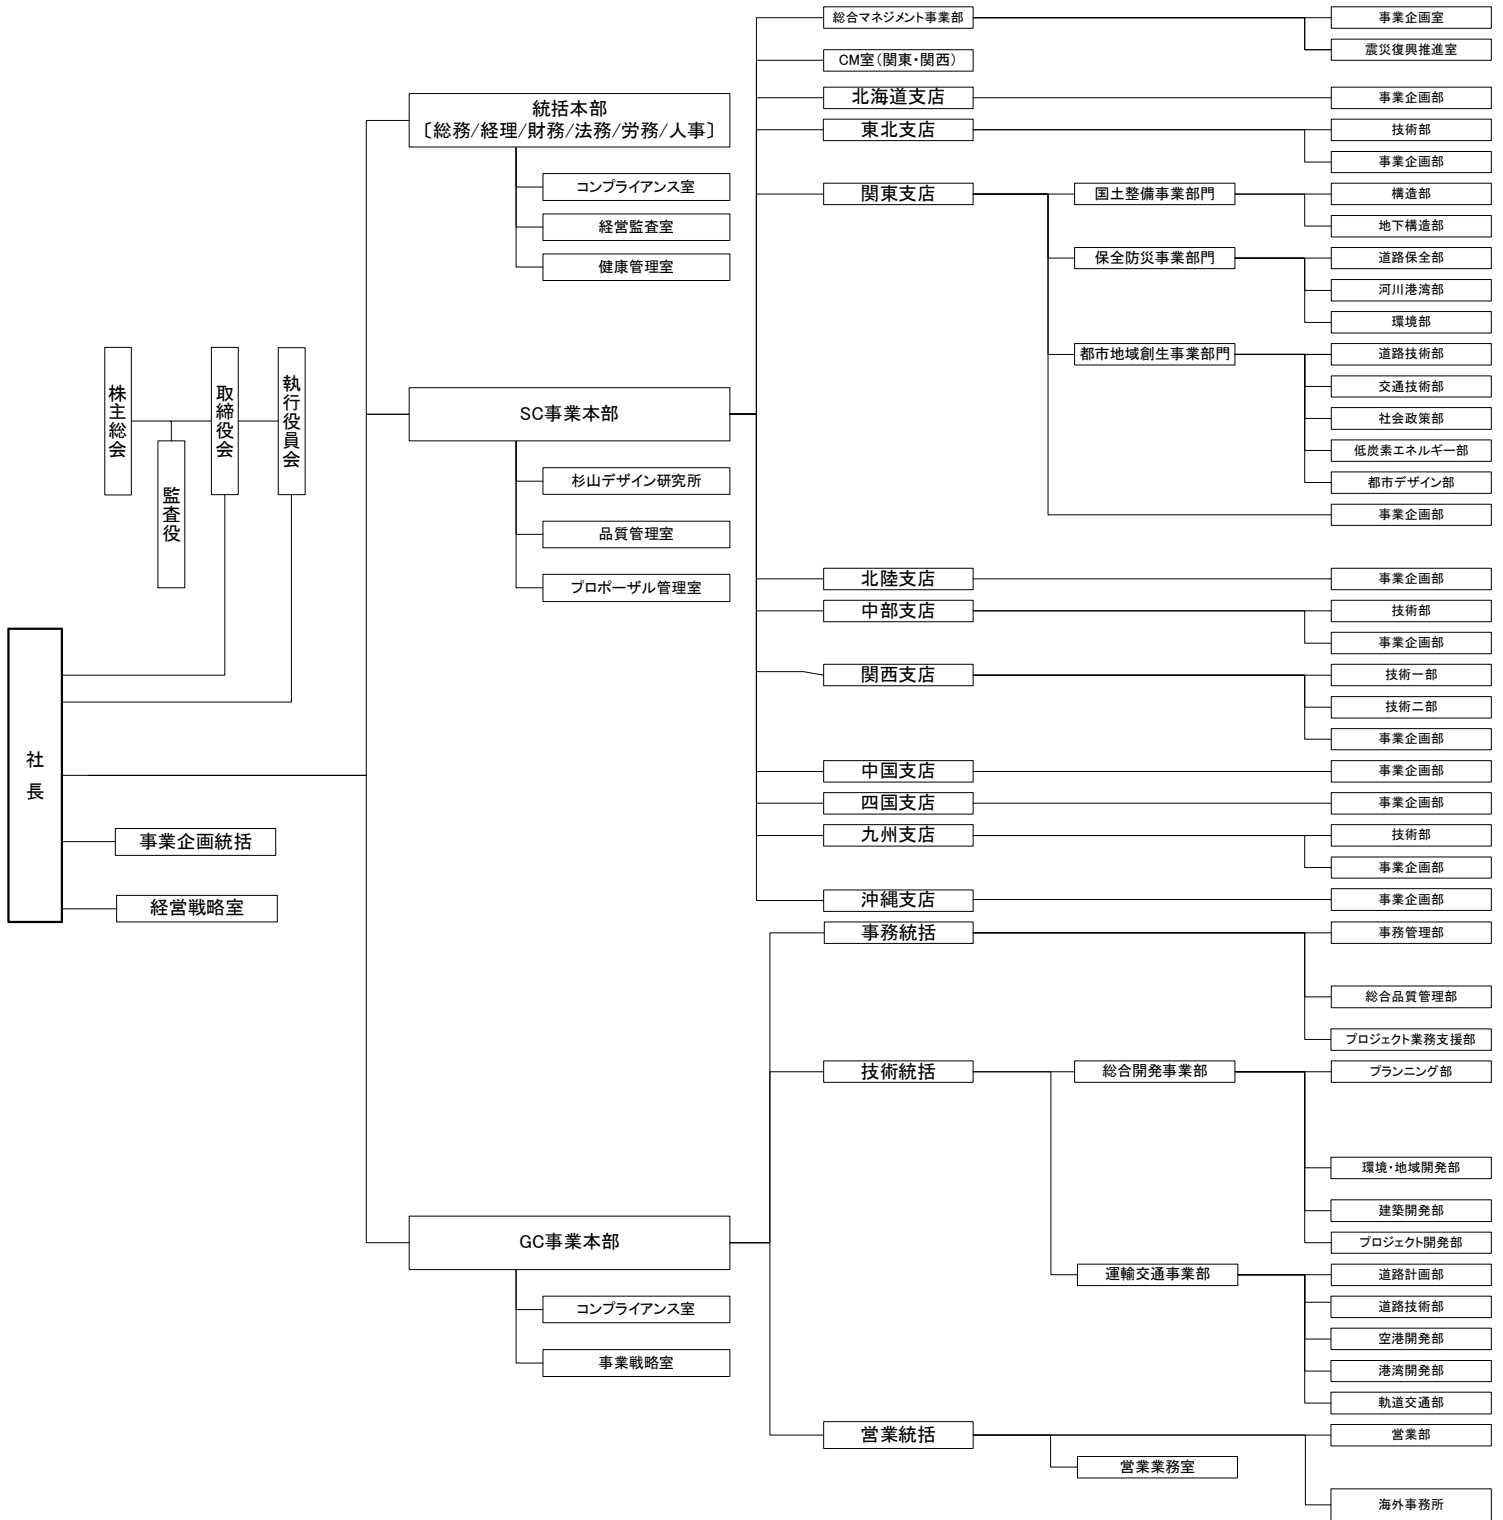 株主総会
監査役
取締役会
執行役員会
社長
事業企画統括
経営戦略室
統括本部
〔総務/経理/財務/法務/労務/人事〕
コンプライアンス室
経営監査室
健康管理室
SC事業本部
杉山デザイン研究所
品質管理室
プロポーザル管理室
総合マネジメント事業部
事業企画室
震災復興推進室
CM室(関東・関西)
北海道支店
事業企画部
東北支店
技術部
事業企画部
関東支店
国土整備事業部門
構造部
地下構造部
保全防災事業部門
道路保全部
河川港湾部
環境部
都市地域創生事業部門
道路技術部
交通技術部
社会政策部
低炭素エネルギー部
都市デザイン部
事業企画部
北陸支店
事業企画部
中部支店
技術部
事業企画部
関西支店
技術一部
技術二部
事業企画部
中国支店
事業企画部
四国支店
事業企画部
九州支店
技術部
事業企画部
沖縄支店
事業企画部
GC事業本部
コンプライアンス室
事業戦略室
事務統括
事務管理部
総合品質管理部
プロジェクト業務支援部
技術統括
総合開発事業部
プランニング部
環境・地域開発部
建築開発部
プロジェクト開発部
運輸交通事業部
道路計画部
道路技術部
空港開発部
港湾開発部
軌道交通部
営業統括
営業部
営業業務室
海外事務所